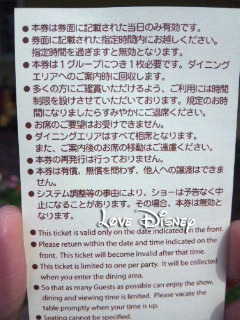 ●本券は券面に記載された当日のみ有効です。
●券面に記載された指定時間内にお越しください。
指定時間を過ぎますと無効となります。
●本券は1グループにつき1枚必要です。ダイニング
エリアへのご案内時に回収します。
●多くの方にご鑑賞いただけるよう、ご利用には時間
制限を設けさせていただいております。規定のお時
間になりましたらすみやかにご退席ください。
●お席のご要望はお受けできません。
●ダイニングエリアはすべて相席となります。
また、ご案内後のお席の移動はご遠慮ください。
●本券の再発行は行っておりません。
●本券は有償、無償を問わず、他人への譲渡はできま
せん。
●システム調整等の事由により、ショーは予告なく中
止になることがあります。その場合、本券は無効と
なります。
Love Disney
●This ticket is valid only on the date indicated in the front.
●Please return within the date and time indicated on the
front. This ticket will become invalid after that time.
●This ticket is limited to one per party. It will be collected
when you enter the dining area.
●So that as many Guests as possible can enjoy the show,
dining and viewing time is limited. Please vacate the
table promptly when your time is up.
●Seating cannot be specified.